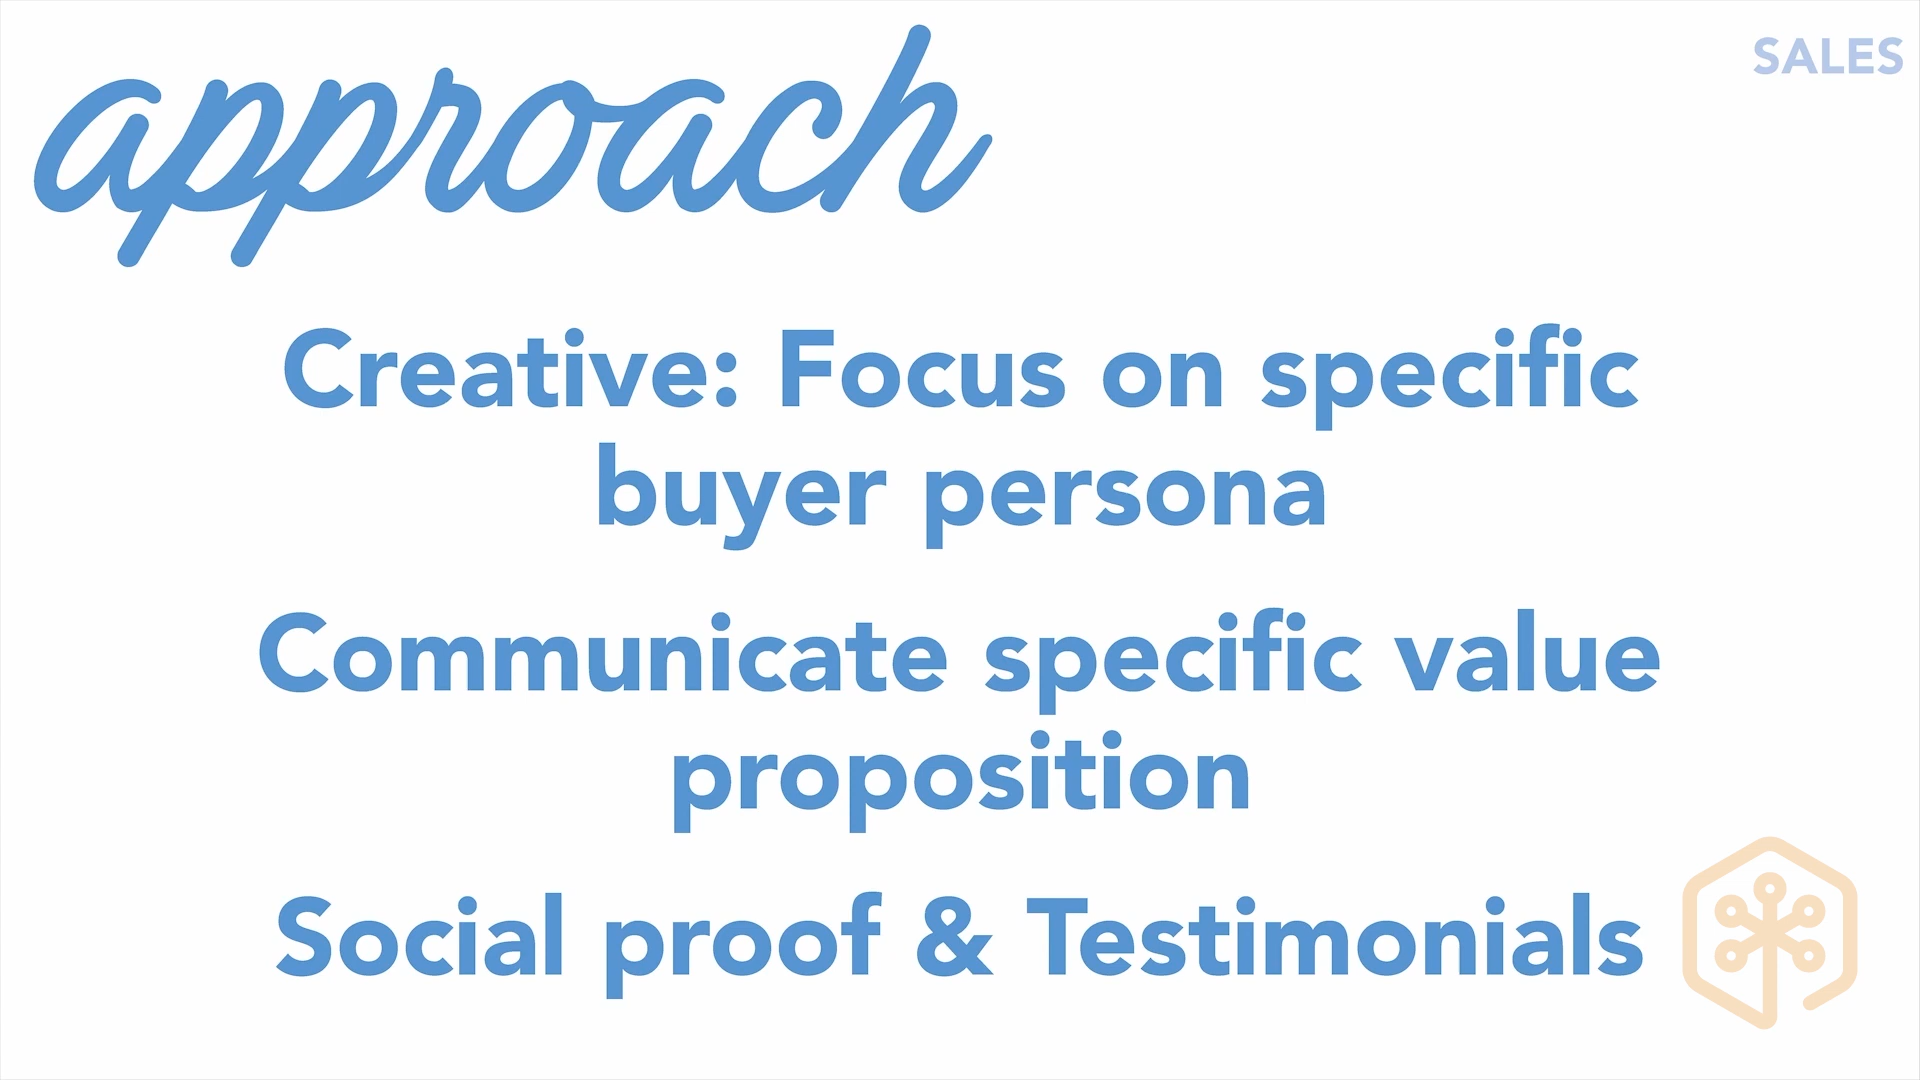 approach
SALES
Creative: Focus on specific
buyer persona
Communicate specific value
proposition
Social proof & Testimonials